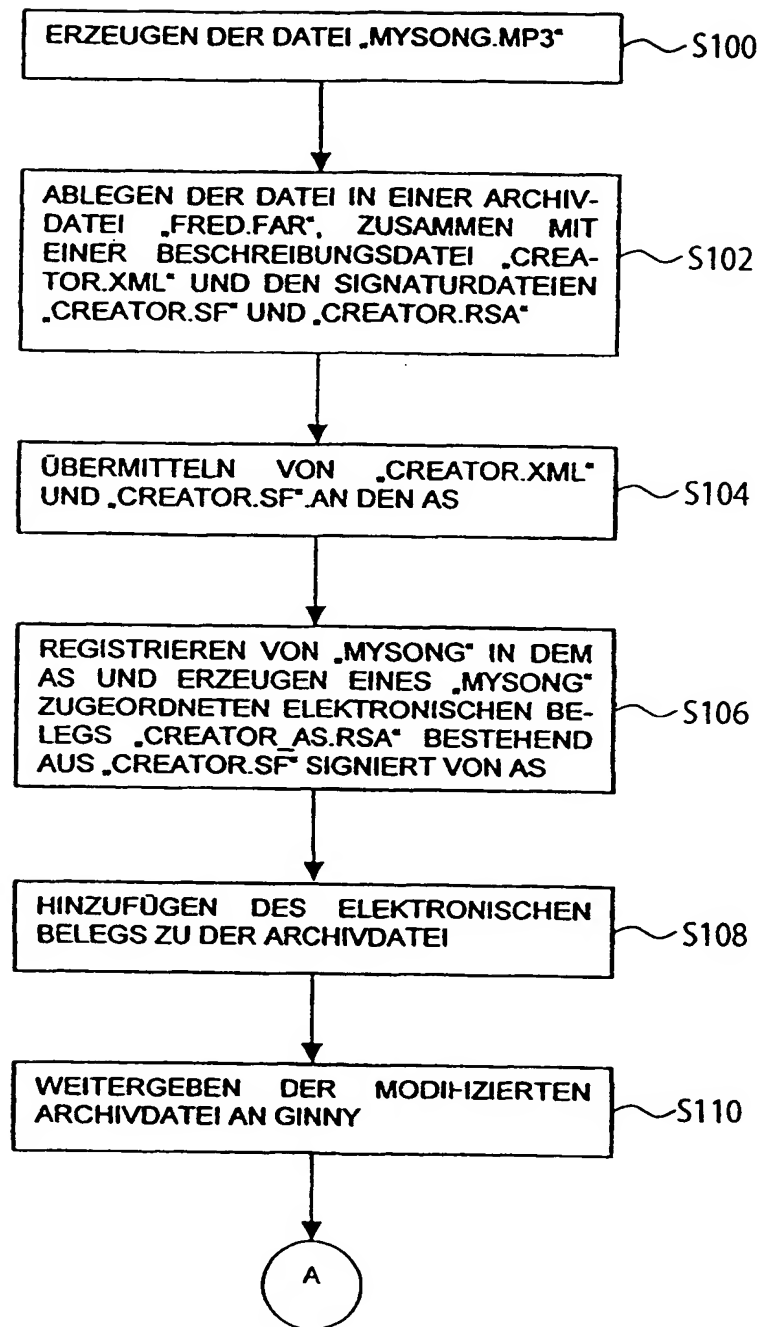 ERZEUGEN DER DATEI „MYSONG.MP3“
S100
ABLEGEN DER DATEI IN EINER ARCHIV-
DATEI „FRED.FAR“, ZUSAMMEN MIT
EINER BESCHREIBUNGSDATEI „CREA-
TOR.XML“ UND DEN SIGNATURDATEIEN
„CREATOR.SF“ UND „CREATOR.RSA“
S102
ÜBERMITTELN VON „CREATOR.XML“
UND „CREATOR.SF“ AN DEN AS
S104
REGISTRIEREN VON „MYSONG“ IN DEM
AS UND ERZEUGEN EINES „MYSONG“
ZUGEORDNETEN ELEKTRONISCHEN BE-
LEGS „CREATOR_AS.RSA“ BESTEHEND
AUS „CREATOR.SF“ SIGNIERT VON AS
S106
HINZUFÜGEN DES ELEKTRONISCHEN
BELEGS ZU DER ARCHIVDATEI
S108
WEITERGEBEN DER MODIFIZIERTEN
ARCHIVDATEI AN GINNY
S110
A